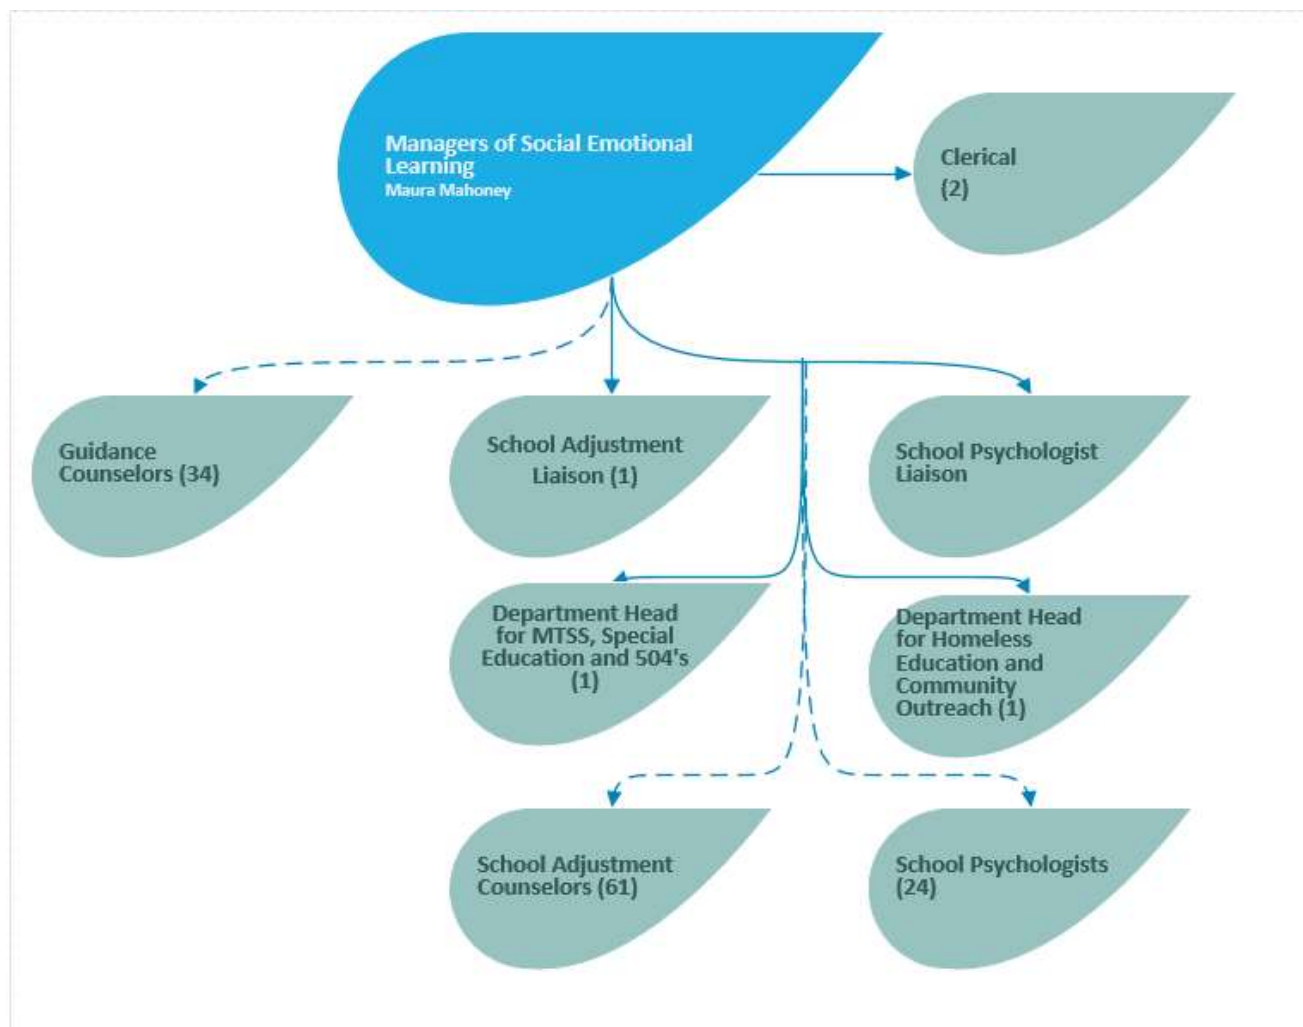 Managers of Social Emotional
Learning
Maura Mahoney
Clerical
(2)
Guidance
Counselors (34)
School Adjustment
Liaison (1)
School Psychologist
Liaison
Department Head
for MTSS, Special
Education and 504's
(1)
Department Head
for Homeless
Education and
Community
Outreach (1)
School Adjustment
Counselors (61)
School Psychologists
(24)